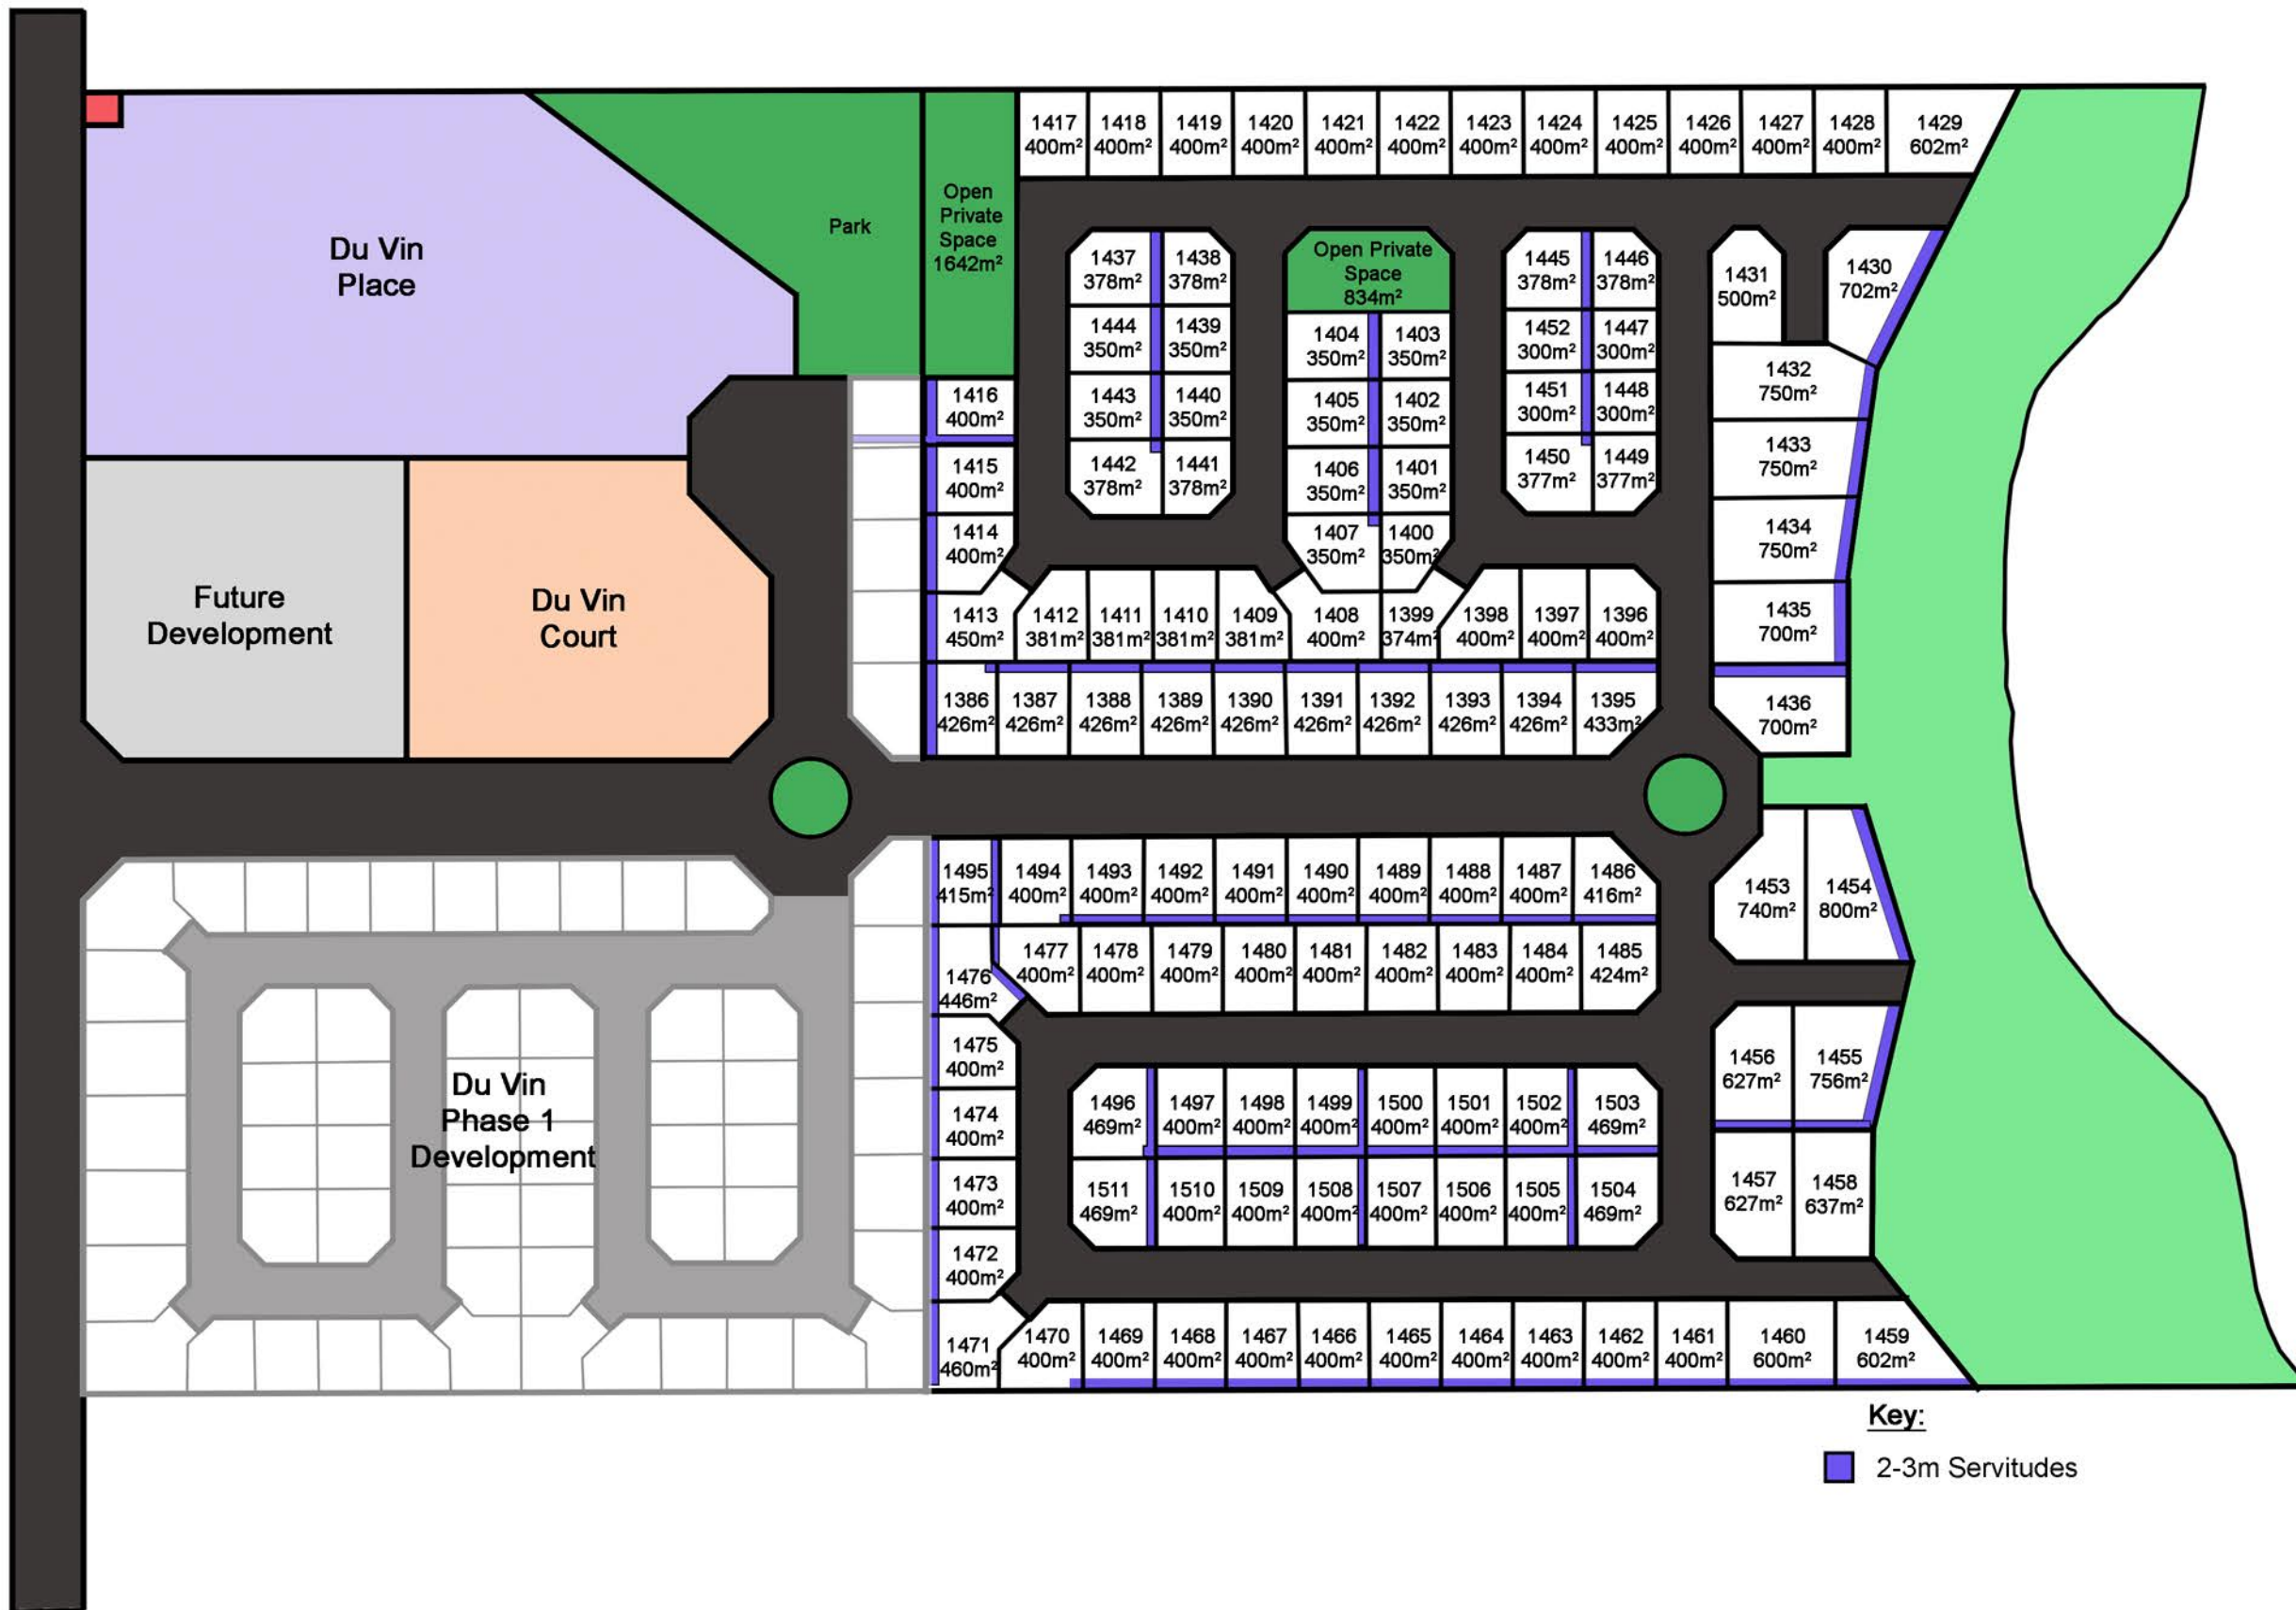 Du Vin
Place
Park
Open
Private
Space
1642m²
1417
400m²
1418
400m²
1419
400m²
1420
400m²
1421
400m²
1422
400m²
1423
400m²
1424
400m²
1425
400m²
1426
400m²
1427
400m²
1428
400m²
1429
602m²
1437
378m²
1438
378m²
1444
350m²
1439
350m²
1443
350m²
1440
350m²
1442
378m²
1441
378m²
Open Private
Space
834m²
1404
350m²
1403
350m²
1405
350m²
1402
350m²
1406
350m²
1401
350m²
1407
350m²
1400
350m²
1445
378m²
1446
378m²
1452
300m²
1447
300m²
1451
300m²
1448
300m²
1450
377m²
1449
377m²
1431
500m²
1430
702m²
1432
750m²
1433
750m²
1434
750m²
1435
700m²
1436
700m²
1416
400m²
1415
400m²
1414
400m²
1413
450m²
1412
381m²
1411
381m²
1410
381m²
1409
381m²
1408
400m²
1399
374m²
1398
400m²
1397
400m²
1396
400m²
1386
426m²
1387
426m²
1388
426m²
1389
426m²
1390
426m²
1391
426m²
1392
426m²
1393
426m²
1394
426m²
1395
433m²
Future
Development
Du Vin
Court
1495
415m²
1494
400m²
1493
400m²
1492
400m²
1491
400m²
1490
400m²
1489
400m²
1488
400m²
1487
400m²
1486
416m²
1453
740m²
1454
800m²
1476
446m²
1477
400m²
1478
400m²
1479
400m²
1480
400m²
1481
400m²
1482
400m²
1483
400m²
1484
400m²
1485
424m²
1475
400m²
1474
400m²
1473
400m²
1472
400m²
1471
460m²
1496
469m²
1497
400m²
1498
400m²
1499
400m²
1500
400m²
1501
400m²
1502
400m²
1503
469m²
1511
469m²
1510
400m²
1509
400m²
1508
400m²
1507
400m²
1506
400m²
1505
400m²
1504
469m²
1456
627m²
1455
756m²
1457
627m²
1458
637m²
Du Vin
Phase 1
Development
1470
400m²
1469
400m²
1468
400m²
1467
400m²
1466
400m²
1465
400m²
1464
400m²
1463
400m²
1462
400m²
1461
400m²
1460
600m²
1459
602m²
Key:
2-3m Servitudes